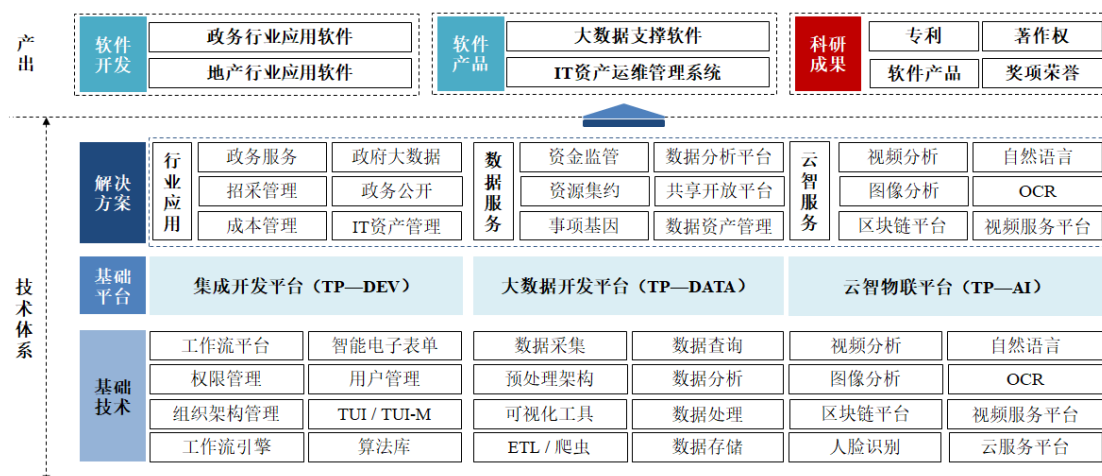 产出
软件开发
政务行业应用软件
地产行业应用软件
软件产品
大数据支撑软件
IT资产运维管理系统
科研成果
专利
著作权
软件产品
奖项荣誉
技术体系
解决方案
行业应用
政务服务
政府大数据
招采管理
政务公开
成本管理
IT资产管理
数据服务
资金监管
数据分析平台
资源集约
共享开放平台
事项基因
数据资产管理
云智服务
视频分析
自然语言
图像分析
OCR
区块链平台
视频服务平台
基础平台
集成开发平台（TP—DEV）
大数据开发平台（TP—DATA）
云智物联平台（TP—AI）
基础技术
工作流平台
智能电子表单
数据采集
数据查询
视频分析
自然语言
权限管理
用户管理
预处理架构
数据分析
图像分析
OCR
组织架构管理
TUI / TUI-M
可视化工具
数据处理
区块链平台
视频服务平台
工作流引擎
算法库
ETL / 爬虫
数据存储
人脸识别
云服务平台